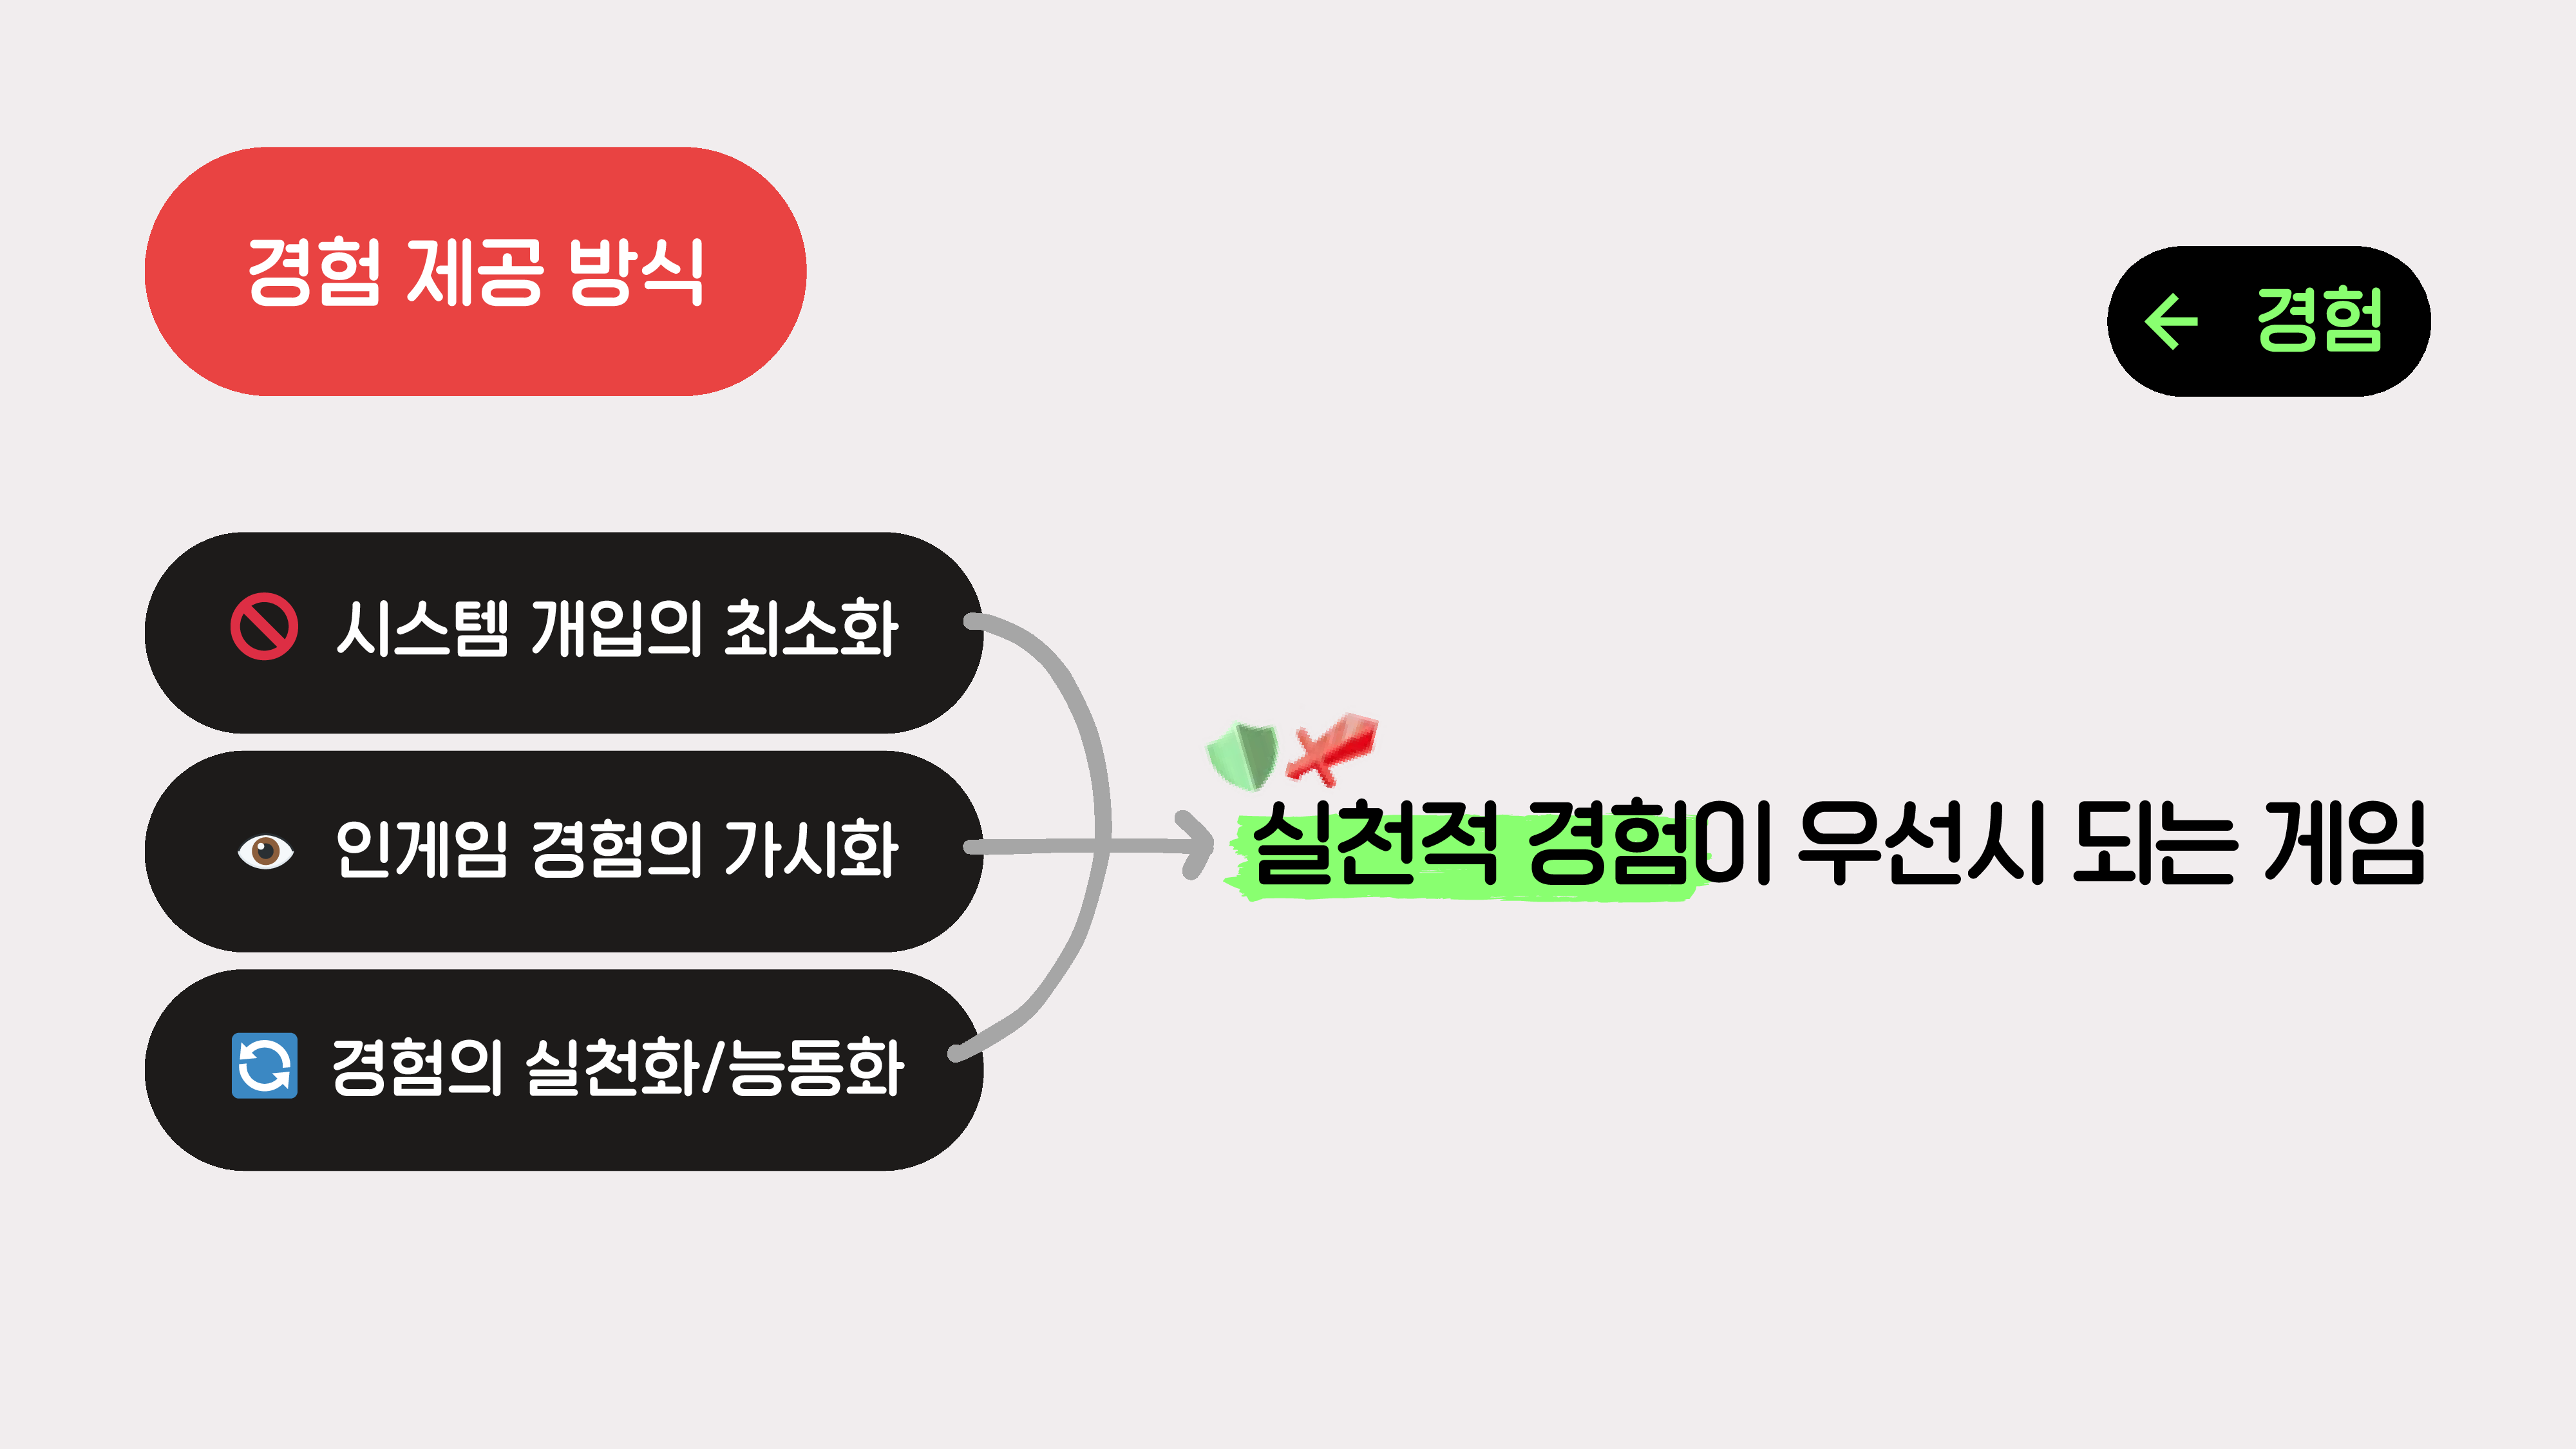 경험 제공 방식
← 경험
시스템 개입의 최소화
인게임 경험의 가시화
경험의 실천화/능동화
실천적 경험이 우선시 되는 게임